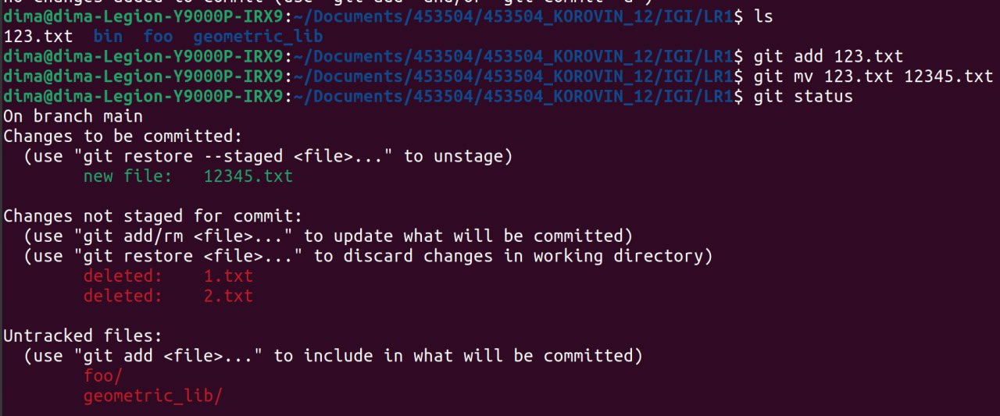 no changes added to commit (use "git add" and/or "git commit -a")
dima@dima-Legion-Y9000P-IRX9:~/Documents/453504/453504_KOROVIN_12/IGI/LR1$ ls
123.txt  bin  foo  geometric_lib
dima@dima-Legion-Y9000P-IRX9:~/Documents/453504/453504_KOROVIN_12/IGI/LR1$ git add 123.txt
dima@dima-Legion-Y9000P-IRX9:~/Documents/453504/453504_KOROVIN_12/IGI/LR1$ git mv 123.txt 12345.txt
dima@dima-Legion-Y9000P-IRX9:~/Documents/453504/453504_KOROVIN_12/IGI/LR1$ git status
On branch main
Changes to be committed:
  (use "git restore --staged <file>..." to unstage)
        new file:   12345.txt

Changes not staged for commit:
  (use "git add/rm <file>..." to update what will be committed)
  (use "git restore <file>..." to discard changes in working directory)
        deleted:    1.txt
        deleted:    2.txt

Untracked files:
  (use "git add <file>..." to include in what will be committed)
        foo/
        geometric_lib/